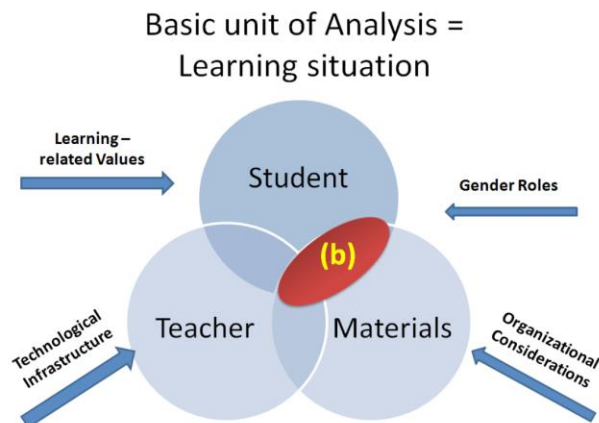 Basic unit of Analysis =
Learning situation
Learning –
related Values
Student
Gender Roles
(b)
Teacher
Materials
Technological
Infrastructure
Organizational
Considerations